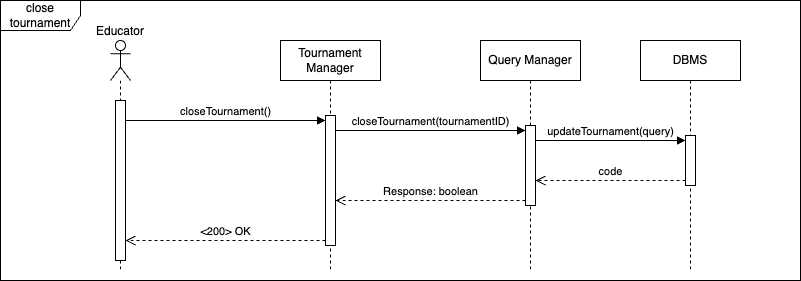 close
tournament
Educator
Tournament
Manager
Query Manager
DBMS
closeTournament()
closeTournament(tournamentID)
updateTournament(query)
code
Response: boolean
<200> OK